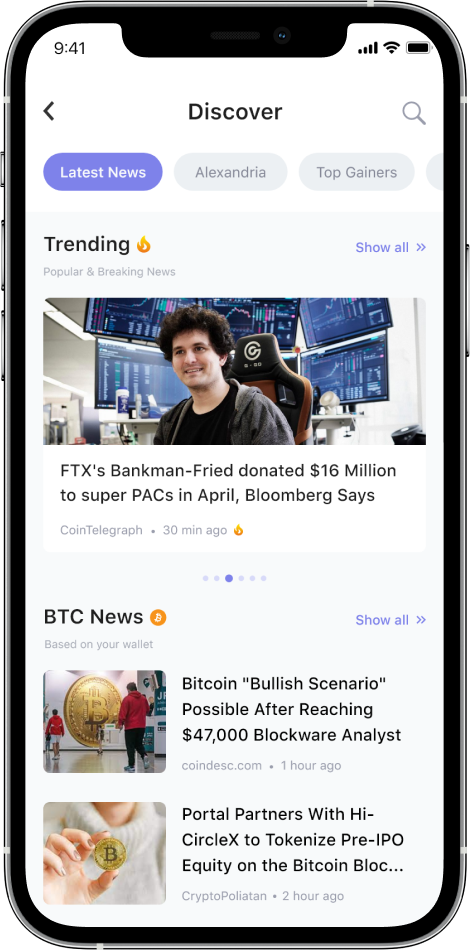 9:41
Discover
Latest News
Alexandria
Top Gainers
Trending
Show all
Popular & Breaking News
FTX's Bankman-Fried donated $16 Million
to super PACs in April, Bloomberg Says
CoinTelegraph • 30 min ago
BTC News
Show all
Based on your wallet
Bitcoin "Bullish Scenario"
Possible After Reaching
$47,000 Blockware Analyst
coindesc.com • 1 hour ago
Portal Partners With Hi-
CircleX to Tokenize Pre-IPO
Equity on the Bitcoin Bloc...
CryptoPoliatan • 2 hour ago